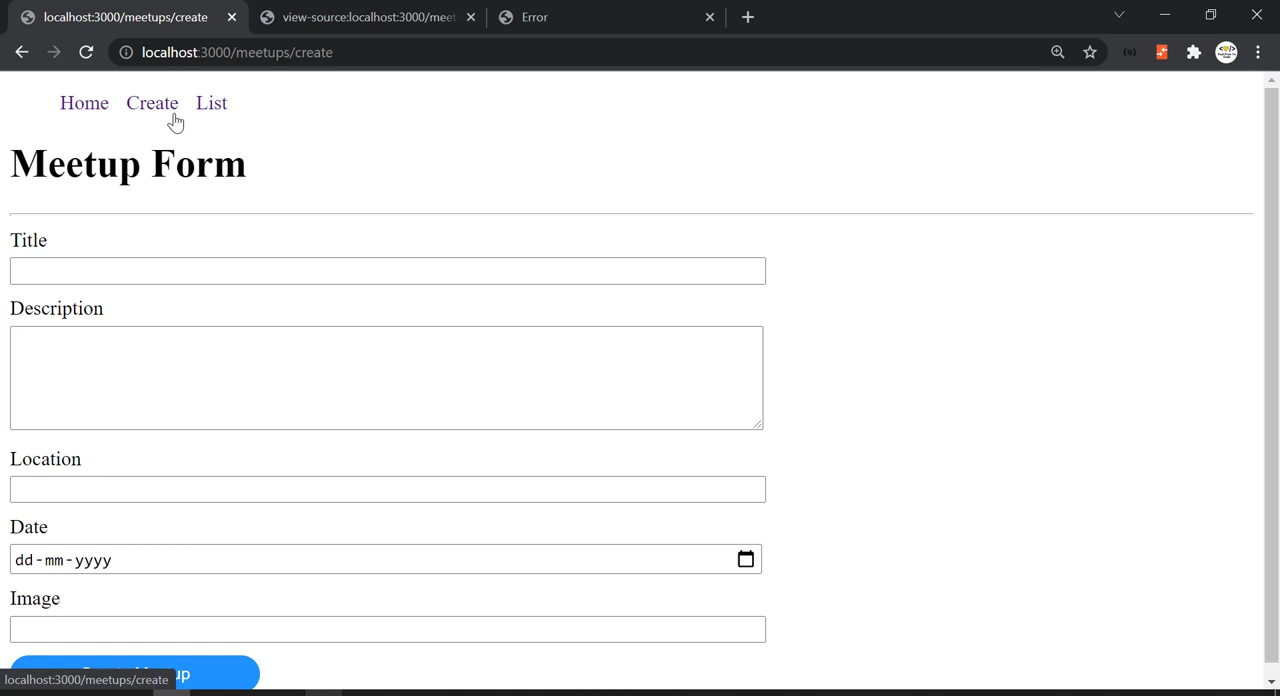 localhost:3000/meetups/create
view-source:localhost:3000/meet
Error
localhost:3000/meetups/create
Home Create List
Meetup Form
Title
Description
Location
Date
dd-mm-yyyy
Image
localhost:3000/meetups/create